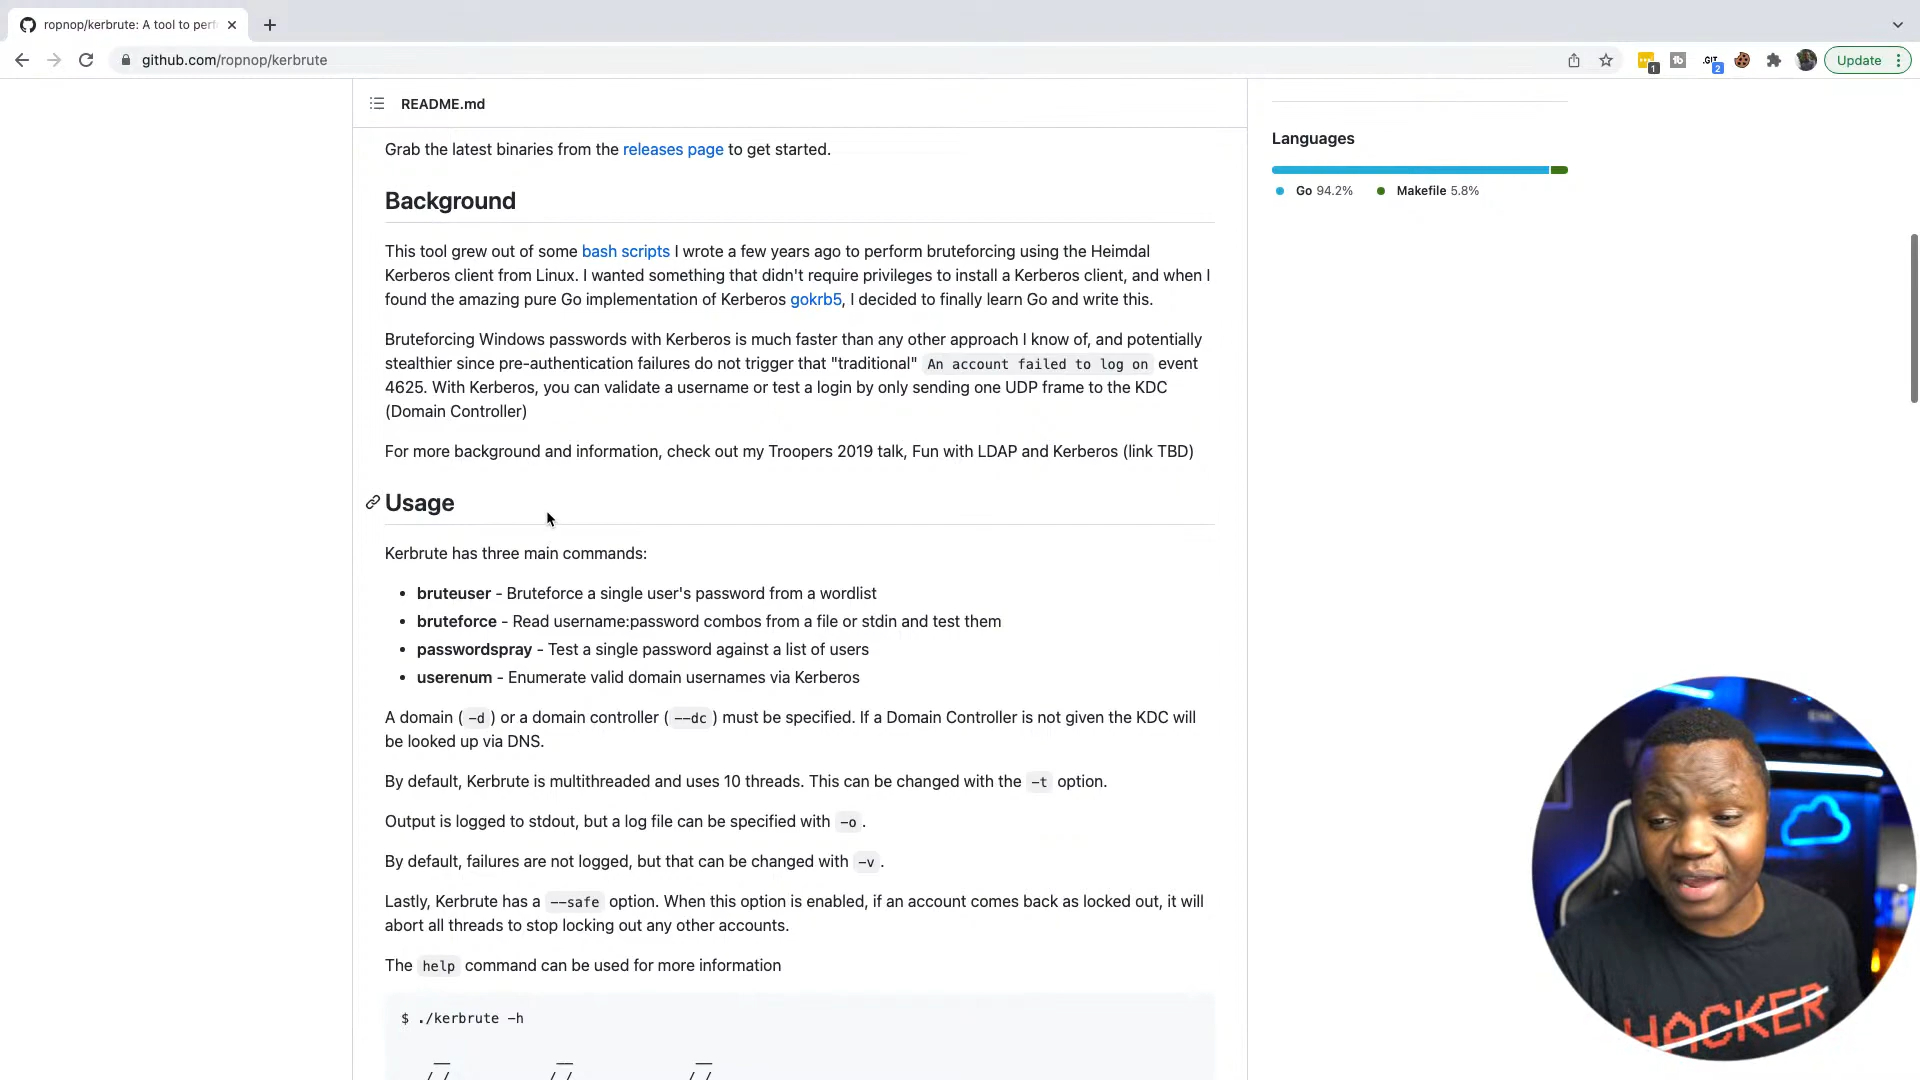 ropnop/kerbrute: A tool to perf
github.com/ropnop/kerbrute
1
tb
.GIT
2
Update
README.md
Grab the latest binaries from the releases page to get started.
Background
This tool grew out of some bash scripts I wrote a few years ago to perform bruteforcing using the Heimdal
Kerberos client from Linux. I wanted something that didn't require privileges to install a Kerberos client, and when I
found the amazing pure Go implementation of Kerberos gokrb5, I decided to finally learn Go and write this.
Bruteforcing Windows passwords with Kerberos is much faster than any other approach I know of, and potentially
stealthier since pre-authentication failures do not trigger that "traditional" An account failed to log on event
4625. With Kerberos, you can validate a username or test a login by only sending one UDP frame to the KDC
(Domain Controller)
For more background and information, check out my Troopers 2019 talk, Fun with LDAP and Kerberos (link TBD)
Usage
Kerbrute has three main commands:
• bruteuser - Bruteforce a single user's password from a wordlist
• bruteforce - Read username:password combos from a file or stdin and test them
• passwordspray - Test a single password against a list of users
• userenum - Enumerate valid domain usernames via Kerberos
A domain ( -d ) or a domain controller ( --dc ) must be specified. If a Domain Controller is not given the KDC will
be looked up via DNS.
By default, Kerbrute is multithreaded and uses 10 threads. This can be changed with the -t option.
Output is logged to stdout, but a log file can be specified with -o .
By default, failures are not logged, but that can be changed with -v .
Lastly, Kerbrute has a --safe option. When this option is enabled, if an account comes back as locked out, it will
abort all threads to stop locking out any other accounts.
The help command can be used for more information
$ ./kerbrute -h
Languages
Go 94.2%
Makefile 5.8%
HACKER